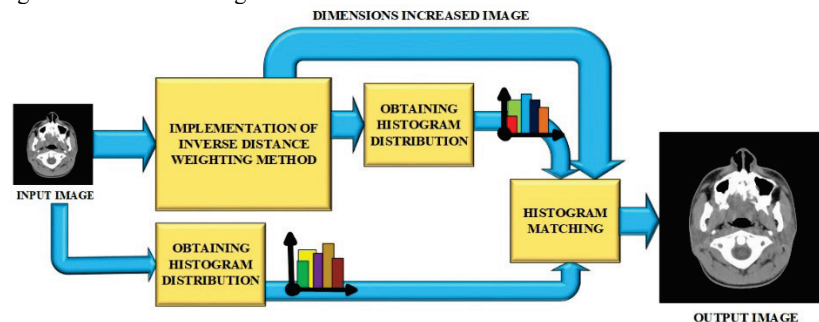 DIMENSIONS INCREASED IMAGE
IMPLEMENTATION OF
INVERSE DISTANCE
WEIGHTING METHOD
OBTAINING
HISTOGRAM
DISTRIBUTION
INPUT IMAGE
OBTAINING
HISTOGRAM
DISTRIBUTION
HISTOGRAM
MATCHING
OUTPUT IMAGE